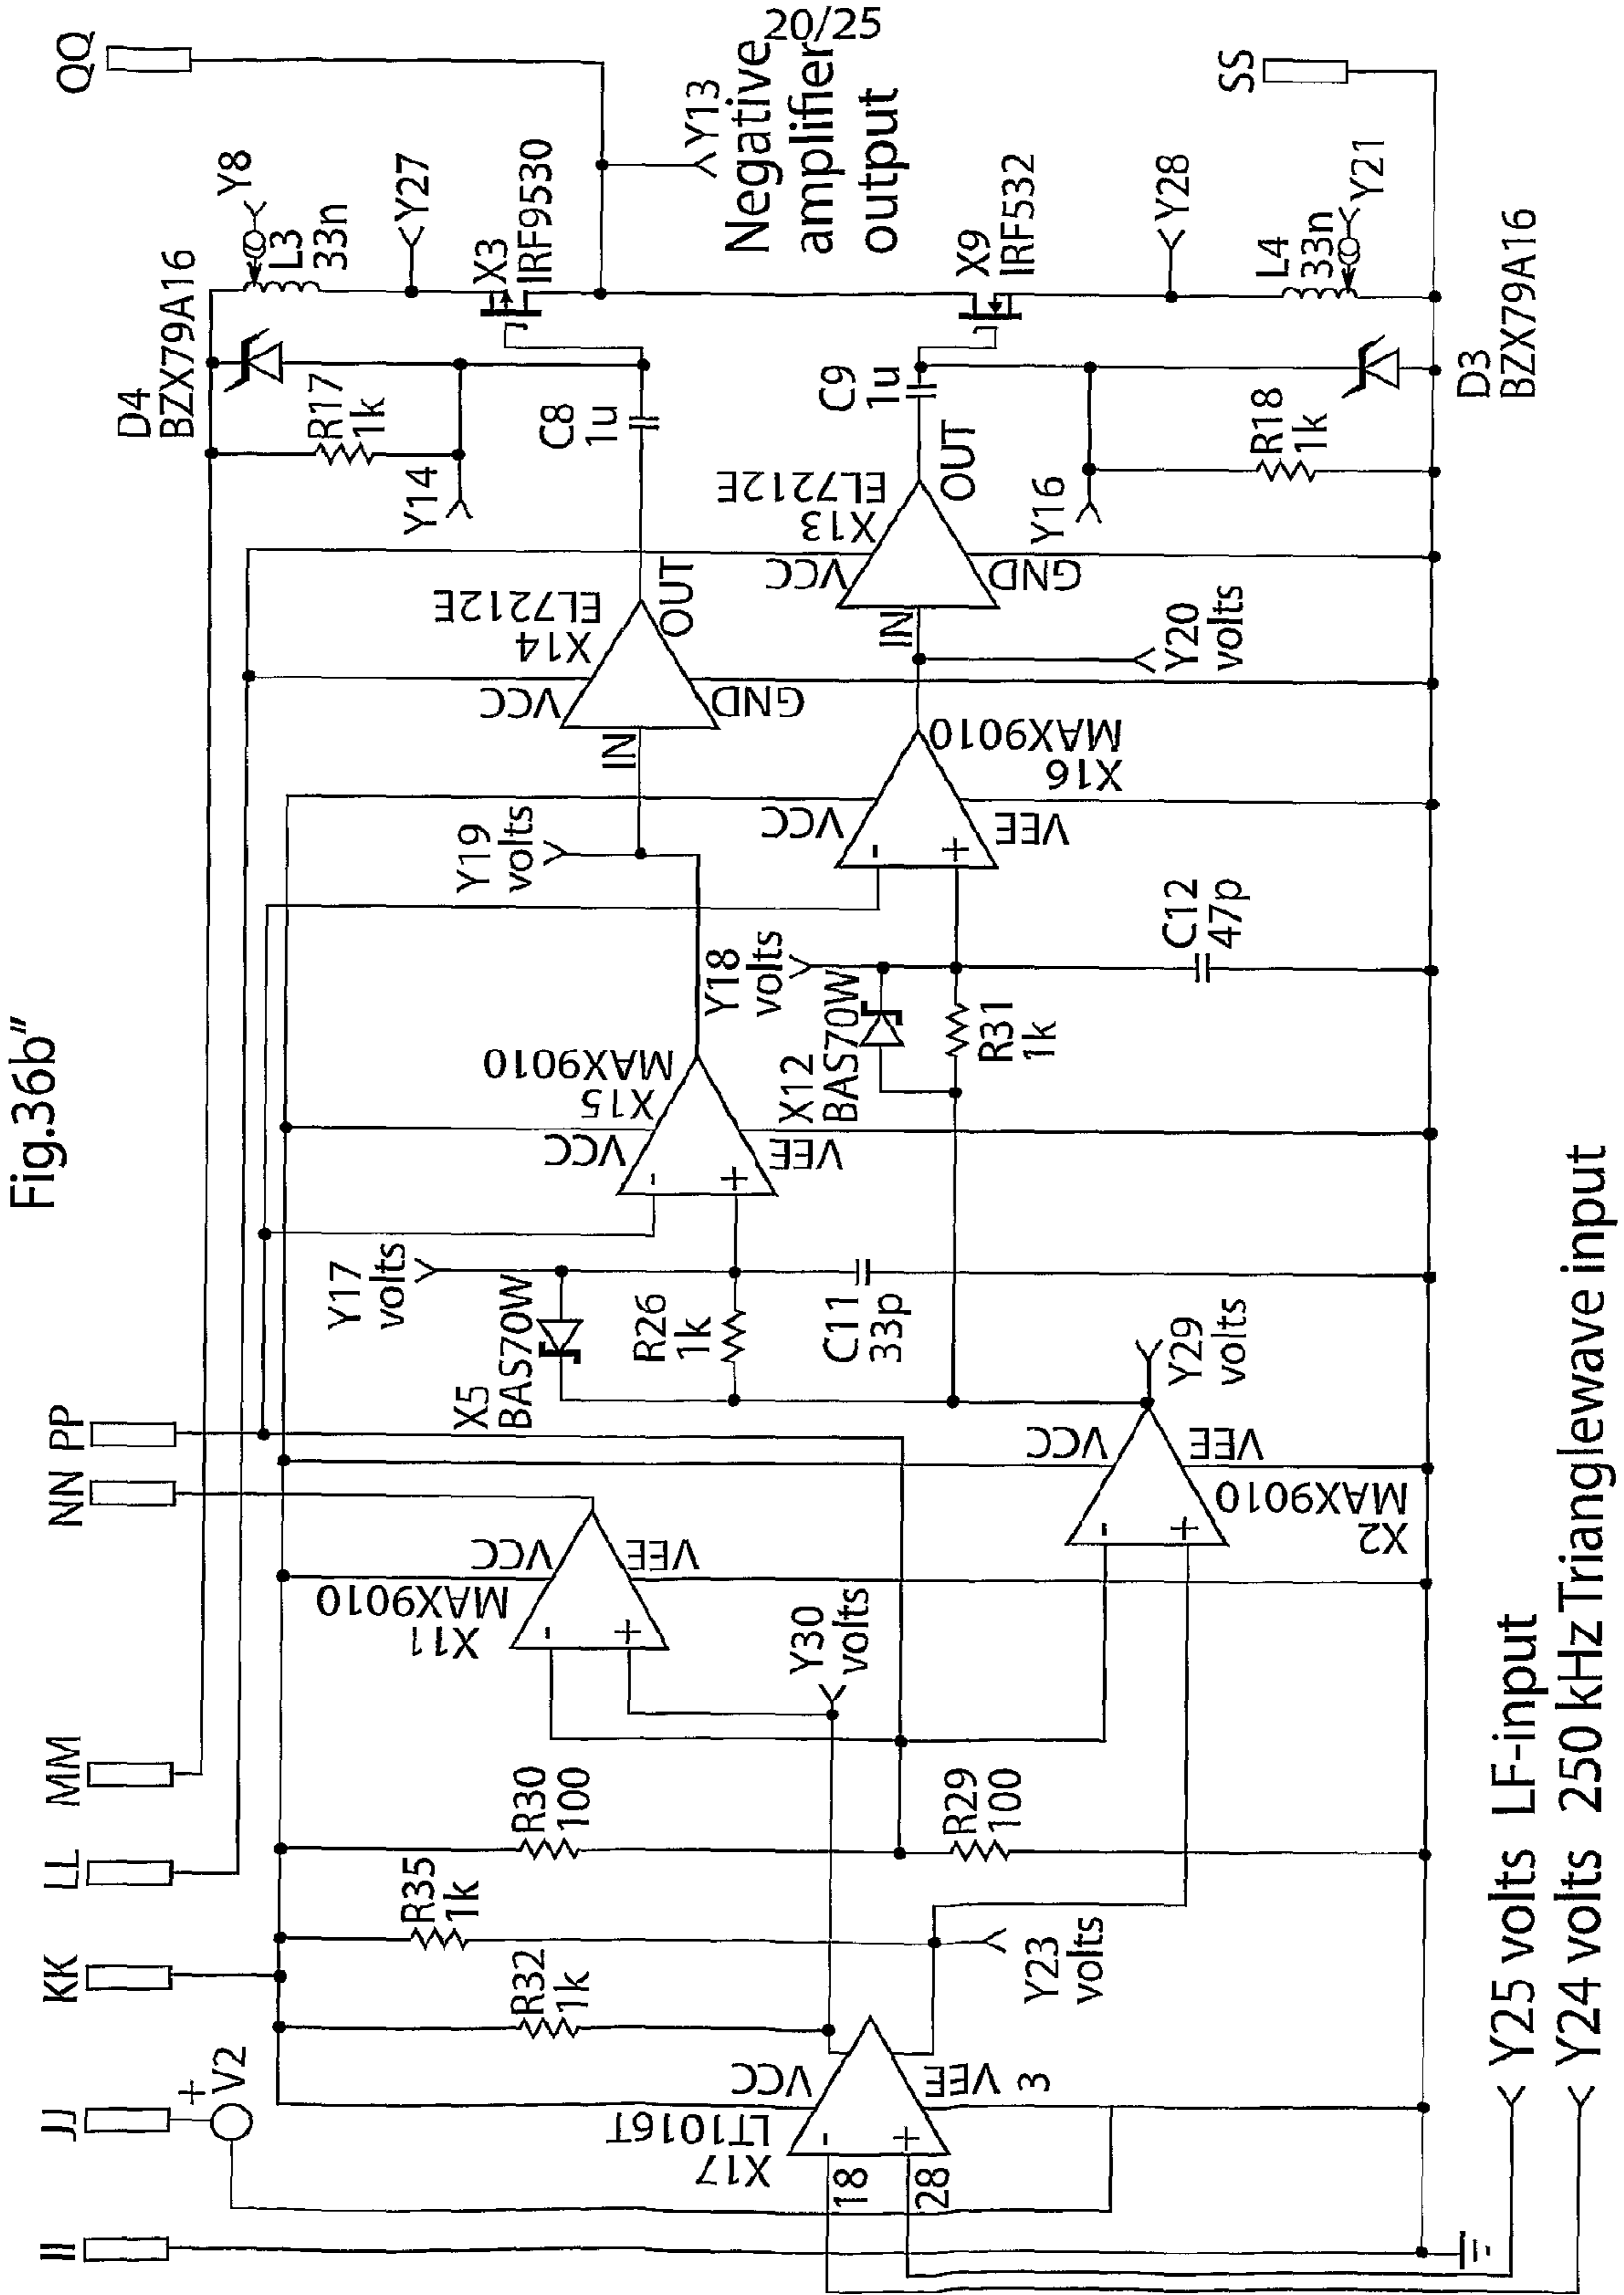 Fig.36b"
20/25
II
JJ
KK
LL
MM
NN
PP
QQ
SS
+
V2
R32
1k
R35
1k
R30
100
R29
100
X17
LT1016T
VCC
VEE
3
-
+
18
28
Y23
volts
Y30
volts
X11
MAX9010
VCC
VEE
-
+
X2
MAX9010
VCC
VEE
-
+
Y29
volts
Y17
volts
X5
BAS70W
R26
1k
C11
33p
X15
MAX9010
VCC
VEE
-
+
Y18
volts
X12
BAS70W
R31
1k
C12
47p
Y19
volts
X16
MAX9010
VCC
VEE
-
+
Y20
volts
X14
EL7212E
VCC
GND
IN
OUT
X13
EL7212E
VCC
GND
IN
OUT
C8
1u
C9
1u
Y14
R17
1k
D4
BZX79A16
Y16
R18
1k
D3
BZX79A16
Y8
L3
33n
Y27
X3
IRF9530
Y13
Negative
amplifier
output
X9
IRF532
Y28
L4
33n
Y21
Y25 volts LF-input
Y24 volts 250 kHz Trianglewave input